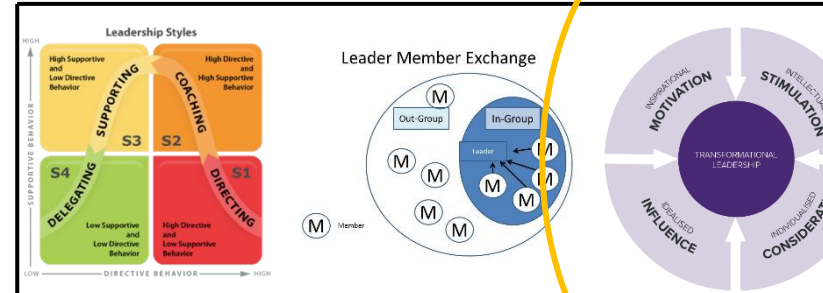 Leadership Styles
HIGH
SUPPORTIVE BEHAVIOR
LOW
DIRECTIVE BEHAVIOR
HIGH
High Supportive
and
Low Directive
Behavior
High Directive
and
High Supportive
Behavior
SUPPORTING
COACHING
S3
S2
S4
S1
DELEGATING
DIRECTING
Low Supportive
and
Low Directive
Behavior
High Directive
and
Low Supportive
Behavior
Leader Member Exchange
M
Out-Group
In-Group
Leader
M
M
M
M
M
M
M
M
M
M
Member
INSPIRATIONAL
MOTIVATION
INTELLECTUAL
STIMULATION
TRANSFORMATIONAL
LEADERSHIP
IDEALISED
INFLUENCE
INDIVIDUALISED
CONSIDERAT